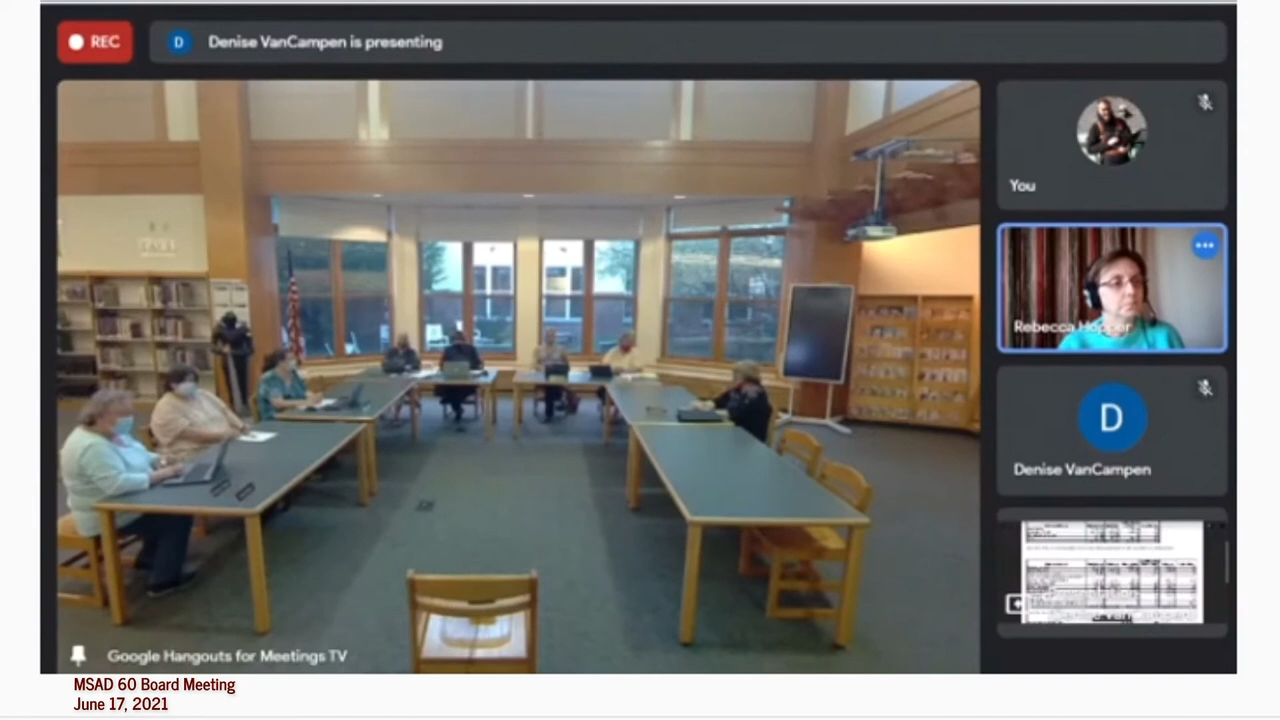 REC
D
Denise VanCampen is presenting
You
Rebecca Hopper
D
Denise VanCampen
Google Hangouts for Meetings TV
MSAD 60 Board Meeting
June 17, 2021